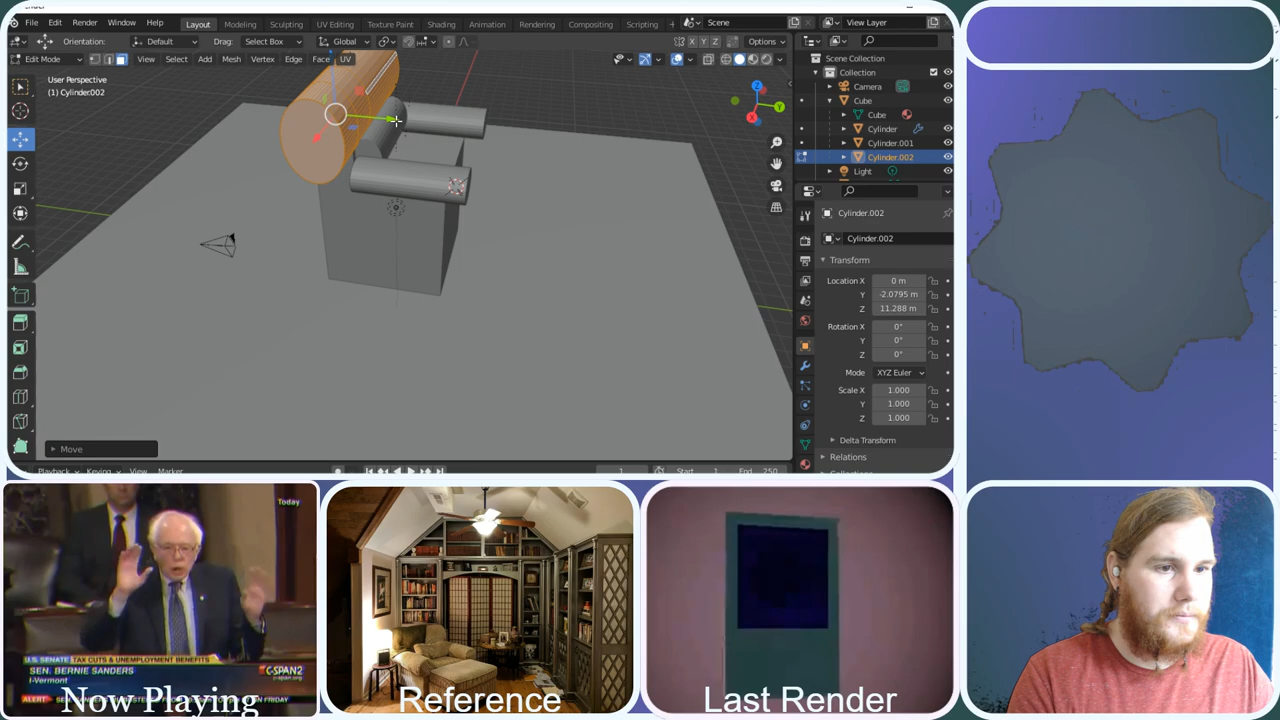 File Edit Render Window Help Layout Modeling Sculpting UV Editing Texture Paint Shading Animation Rendering Compositing Scripting Scene View Layer
Orientation: Default Drag: Select Box Global Options
Edit Mode View Select Add Mesh Vertex Edge Face UV
User Perspective
(1) Cylinder.002
X Y Z
Z
Y
X
Move
Playback Keying View Marker 1 Start 1 End 250
Scene Collection
Collection
Camera
Cube
Cube
Cylinder
Cylinder.001
Cylinder.002
Light
Cylinder.002
Cylinder.002
Transform
Location X 0 m
Y -2.0795 m
Z 11.288 m
Rotation X 0°
Y 0°
Z 0°
Mode XYZ Euler
Scale X 1.000
Y 1.000
Z 1.000
Delta Transform
Relations
Today
U.S. SENATE TAX CUTS & UNEMPLOYMENT BENEFITS
SEN. BERNIE SANDERS
I-Vermont
C-SPAN2
c-span.org
ALERT
FRIDAY
Now Playing
Reference
Last Render